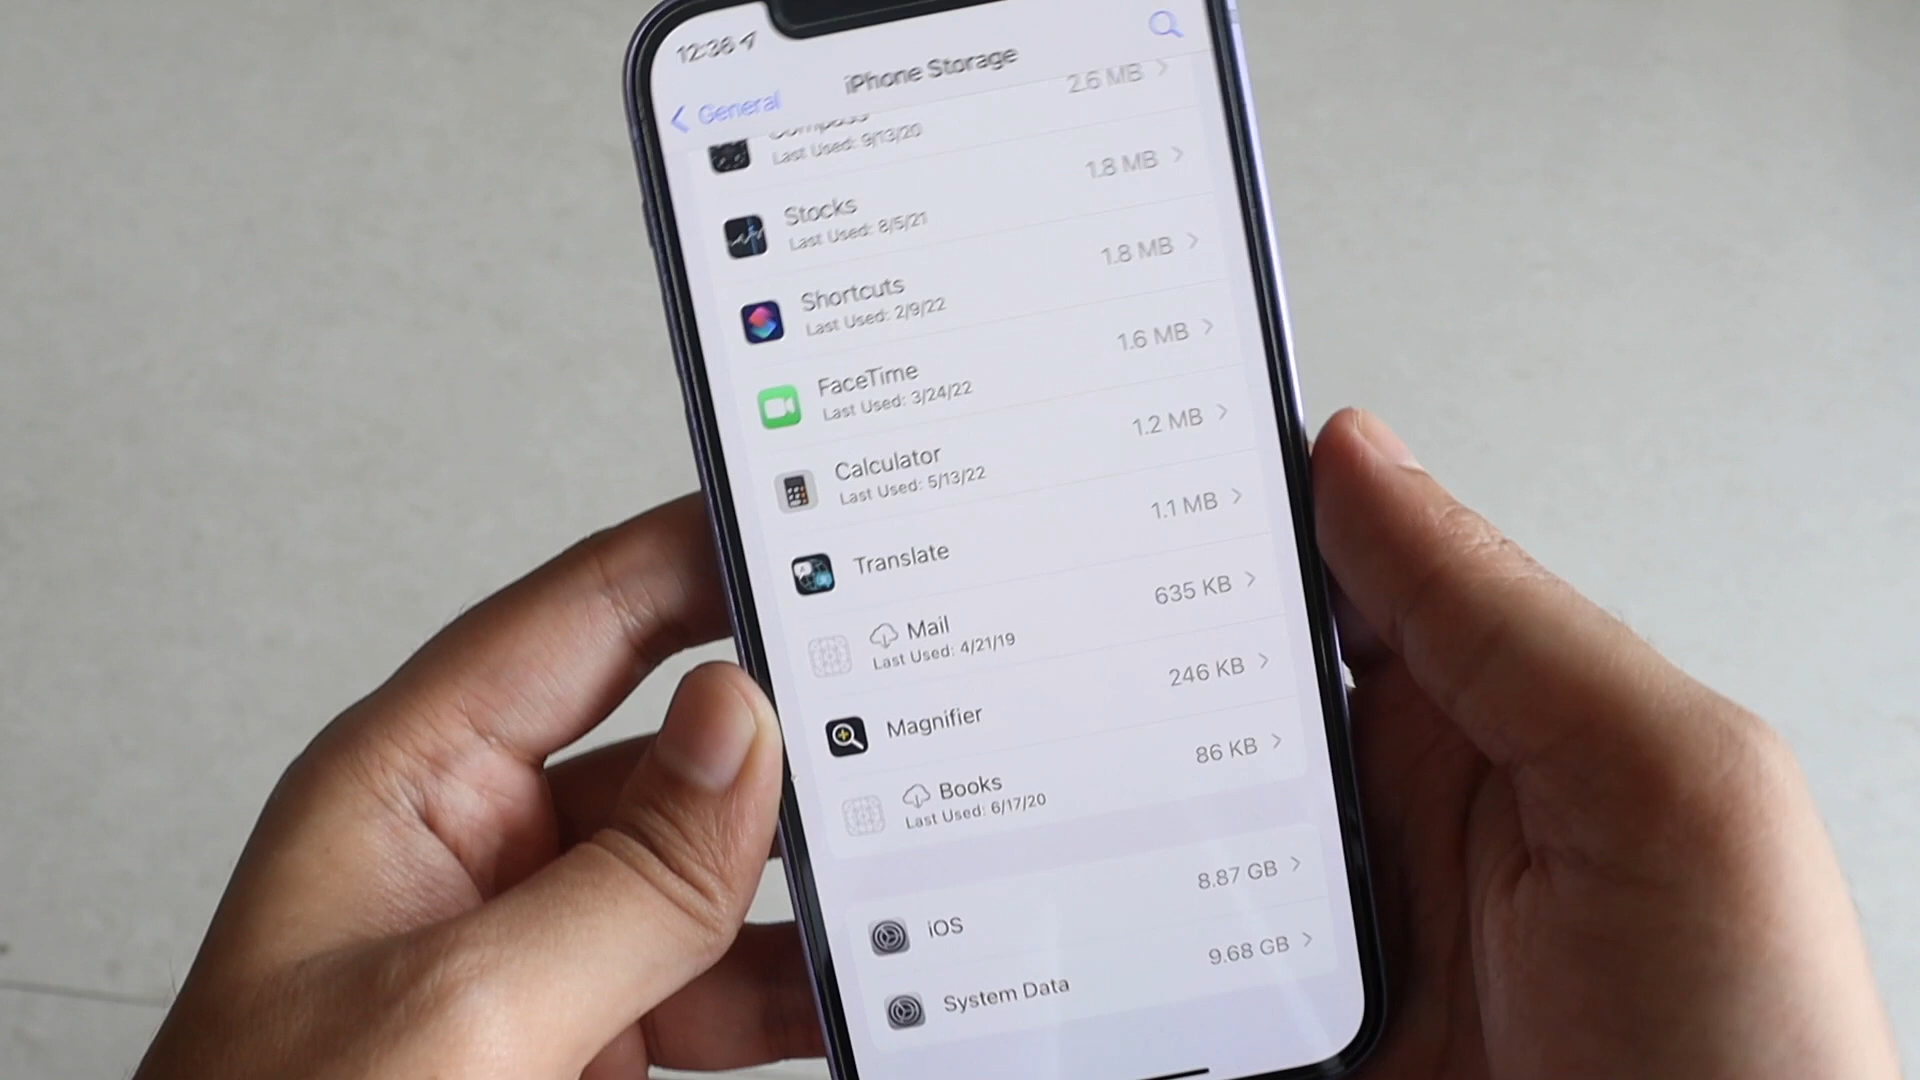 12:36
iPhone Storage
General
2.6 MB
Last Used: 9/13/20
Stocks
1.8 MB
Last Used: 8/5/21
Shortcuts
1.8 MB
Last Used: 2/9/22
FaceTime
1.6 MB
Last Used: 3/24/22
Calculator
1.2 MB
Last Used: 5/13/22
Translate
1.1 MB
Mail
635 KB
Last Used: 4/21/19
Magnifier
246 KB
Books
86 KB
Last Used: 6/17/20
iOS
8.87 GB
System Data
9.68 GB